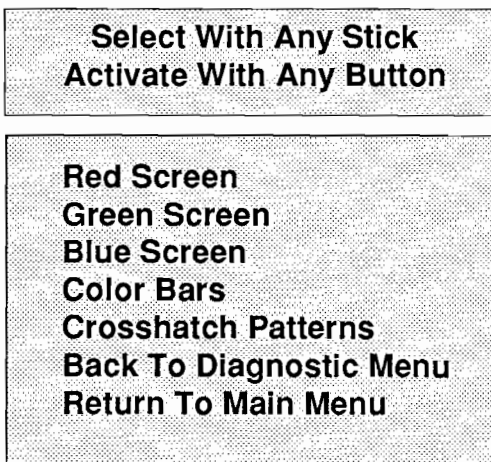 Select With Any Stick
Activate With Any Button
Red Screen
Green Screen
Blue Screen
Color Bars
Crosshatch Patterns
Back To Diagnostic Menu
Return To Main Menu